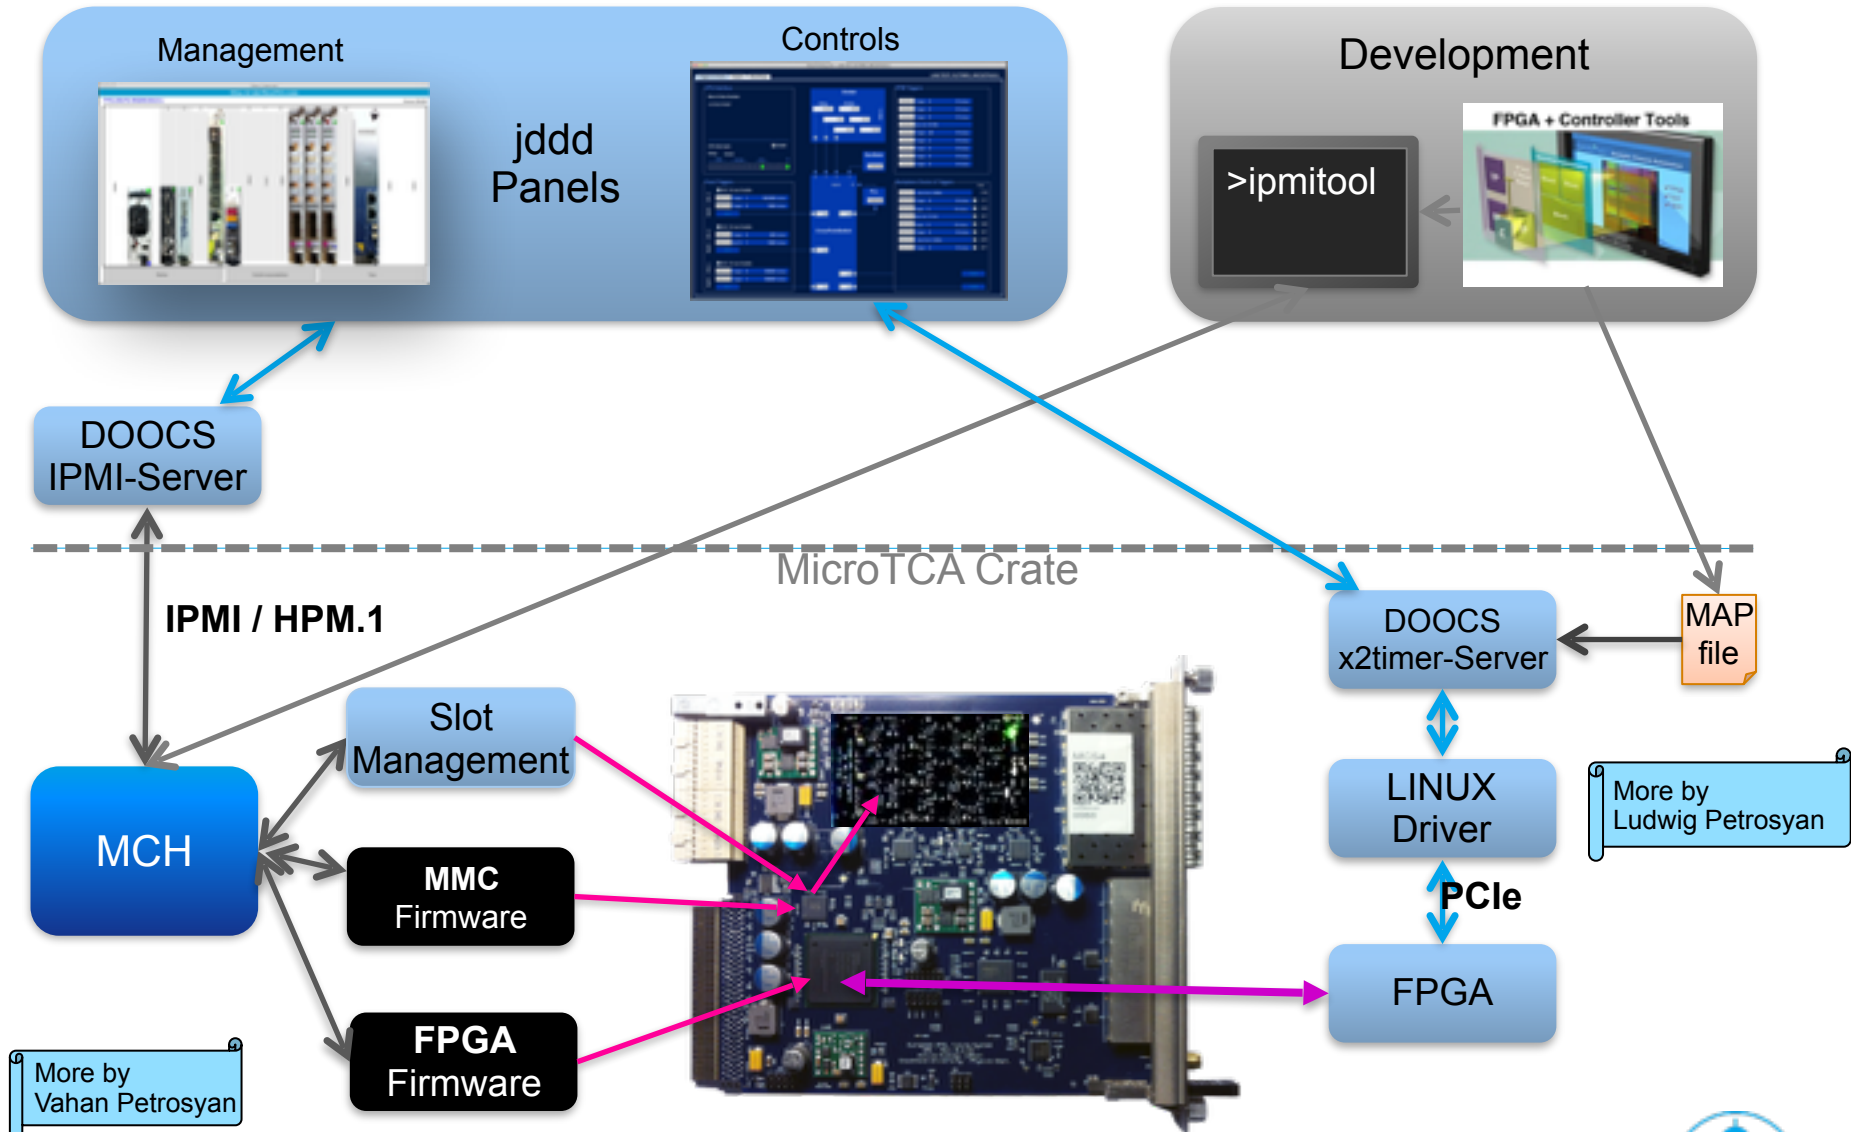 Management
Controls
jddd
Panels
Development
FPGA + Controller Tools
>ipmitool
DOOCS
IPMI-Server
MicroTCA Crate
IPMI / HPM.1
DOOCS
x2timer-Server
MAP
file
Slot
Management
MCH
LINUX
Driver
More by
Ludwig Petrosyan
MMC
Firmware
PCIe
FPGA
FPGA
Firmware
More by
Vahan Petrosyan